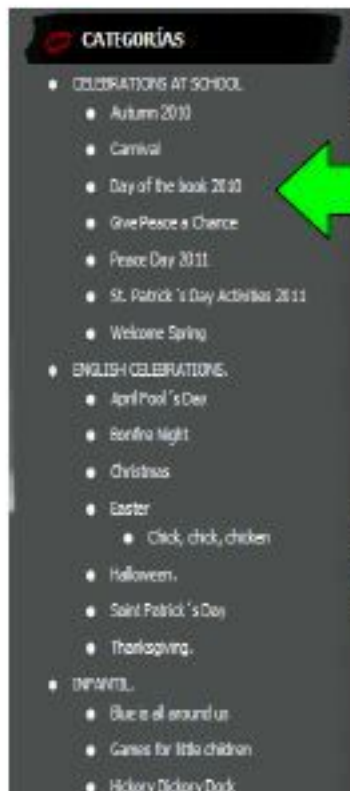 CATEGORÍAS
CELEBRATIONS AT SCHOOL
Autumn 2010
Carnival
Day of the book 2010
Give Peace a Chance
Peace Day 2011
St. Patrick´s Day Activities 2011
Welcome Spring
ENGLISH CELEBRATIONS.
April Fool´s Day
Bonfire Night
Christmas
Easter
Chick, chick, chicken
Halloween.
Saint Patrick´s Day
Thanksgiving.
INFANTIL.
Blue is all around us
Games for little children
Hickory Dickory Dock